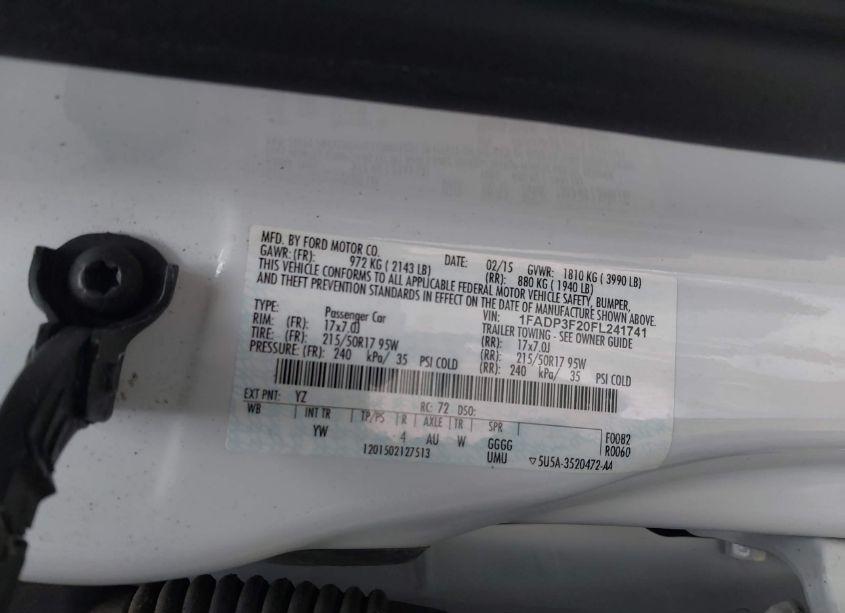 MFD. BY FORD MOTOR CO.
DATE: 02/15 GVWR: 1810 KG ( 3990 LB)
GAWR: (FR): 972 KG ( 2143 LB) (RR): 880 KG ( 1940 LB)
THIS VEHICLE CONFORMS TO ALL APPLICABLE FEDERAL MOTOR VEHICLE SAFETY, BUMPER,
AND THEFT PREVENTION STANDARDS IN EFFECT ON THE DATE OF MANUFACTURE SHOWN ABOVE.
VIN: 1FADP3F20FL241741
TYPE: Passenger Car TRAILER TOWING - SEE OWNER GUIDE
RIM: (FR): 17x7.0J (RR): 17x7.0J
TIRE: (FR): 215/50R17 95W (RR): 215/50R17 95W
PRESSURE: (FR): 240 kPa/ 35 PSI COLD (RR): 240 kPa/ 35 PSI COLD
EXT PNT: YZ RC: 72 DSO:
WB INT TR TP/PS R AXLE TR SPR F0082
YW 4 AU W GGGG R0060
1201502127513 UMU ▽5U5A-3520472-AA